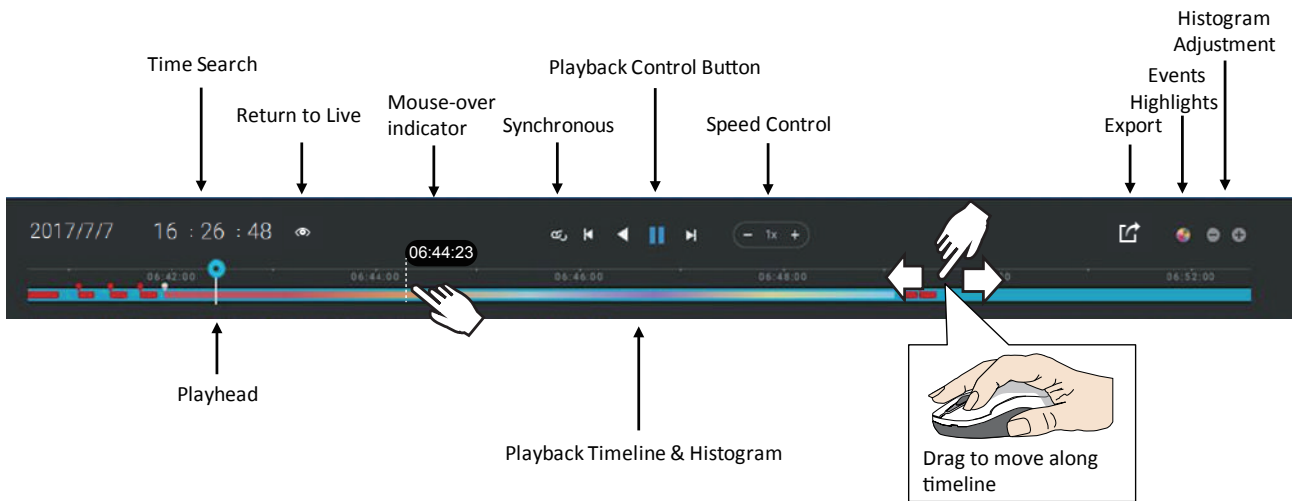 Histogram
Adjustment
Time Search
Playback Control Button
Events
Highlights
Return to Live
Mouse-over
indicator
Synchronous
Speed Control
Export
2017/7/7 16 : 26 : 48
1x
06:44:23
06:42:00 06:44:00 06:46:00 06:48:00 06:52:00
Playhead
Playback Timeline & Histogram
Drag to move along
timeline